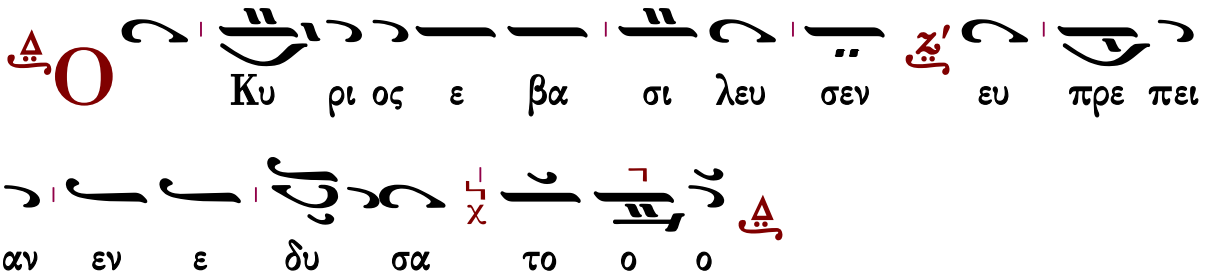 Ο Κυ ρι ος ε βα σι λευ σεν ευ πρε πει
αν εν ε δυ σα το ο ο